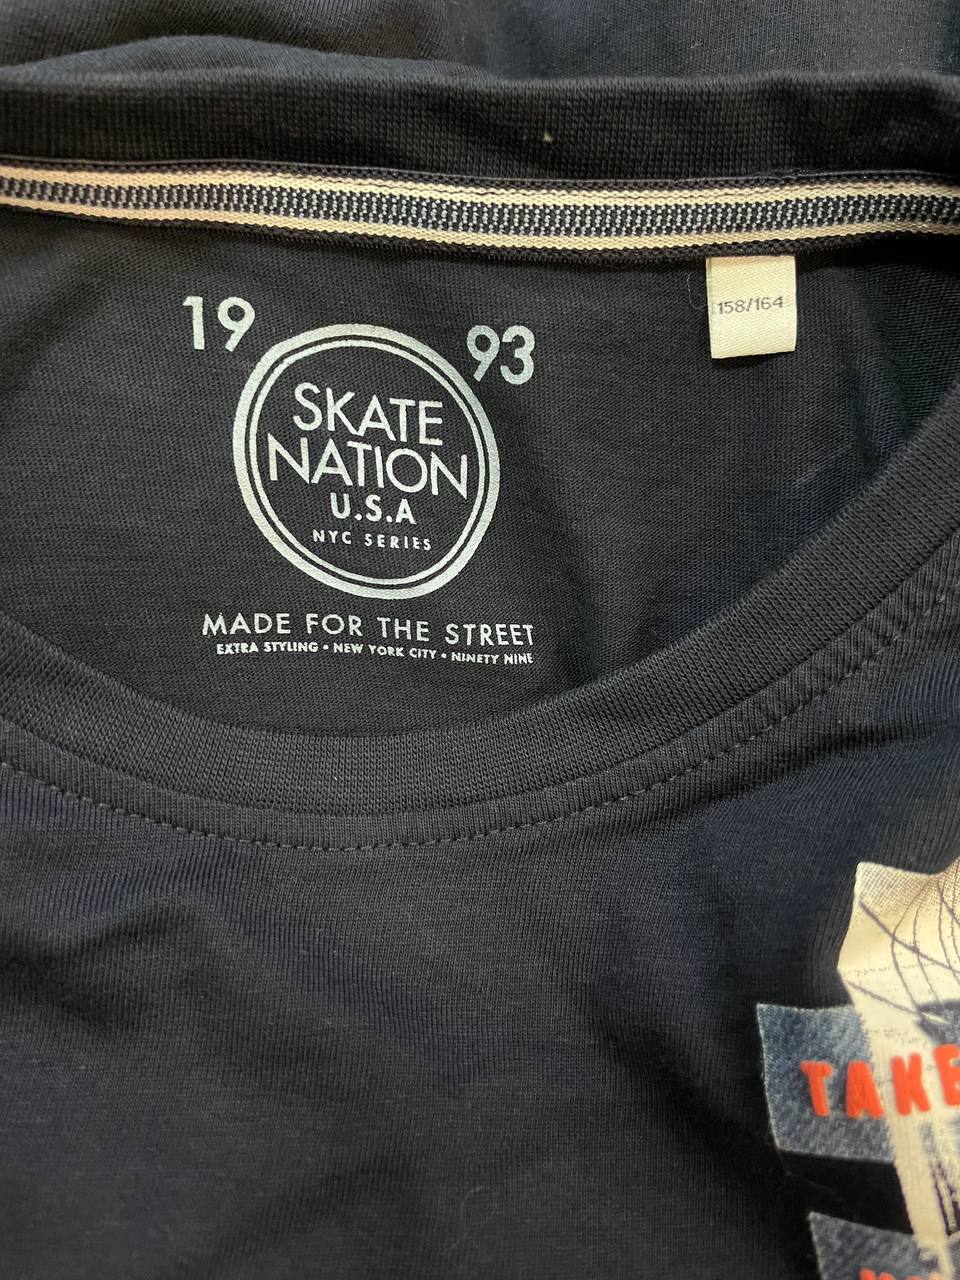 19 93
158/164
SKATE
NATION
U.S.A
NYC SERIES
MADE FOR THE STREET
EXTRA STYLING • NEW YORK CITY • NINETY NINE
TAKE